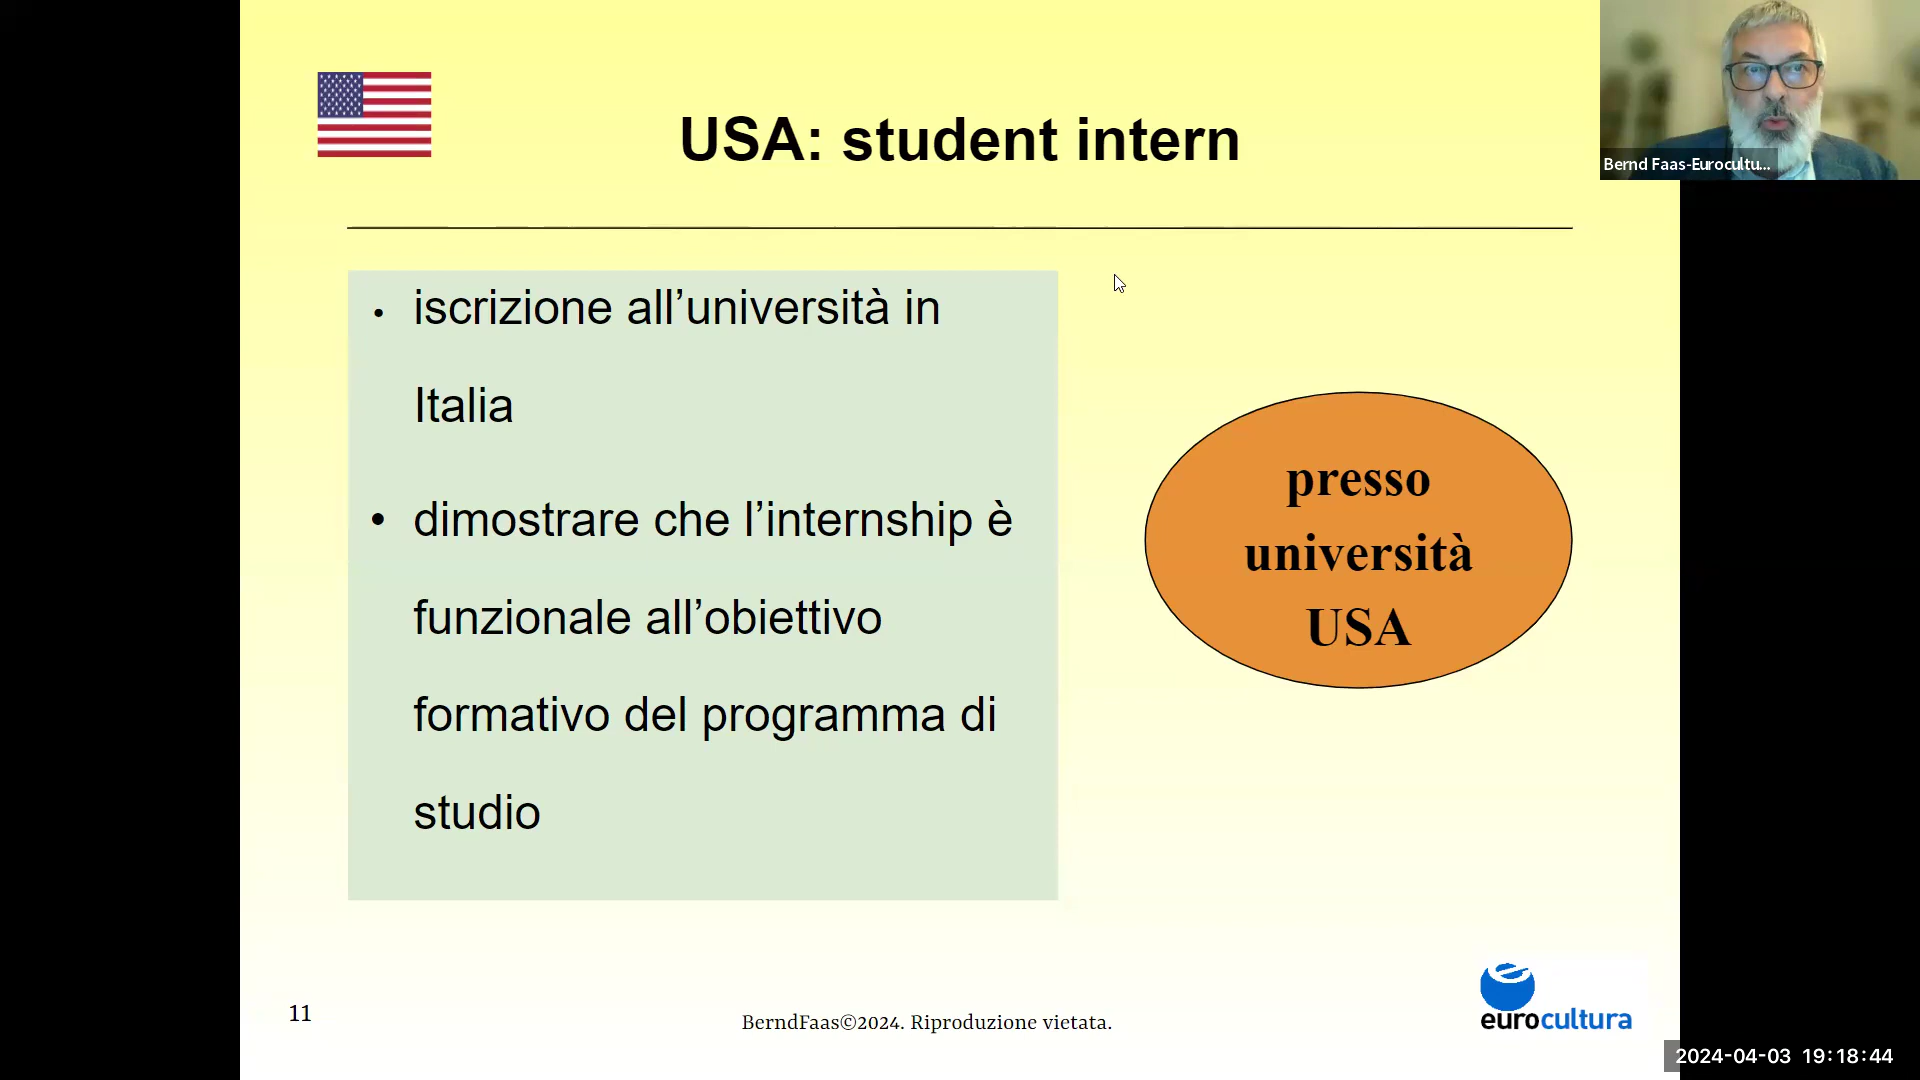 USA: student intern
Bernd Faas-Eurocultu...
• iscrizione all’università in
Italia
• dimostrare che l’internship è
funzionale all’obiettivo
formativo del programma di
studio
presso
università
USA
11
BerndFaas©2024. Riproduzione vietata.
eurocultura
2024-04-03 19:18:44